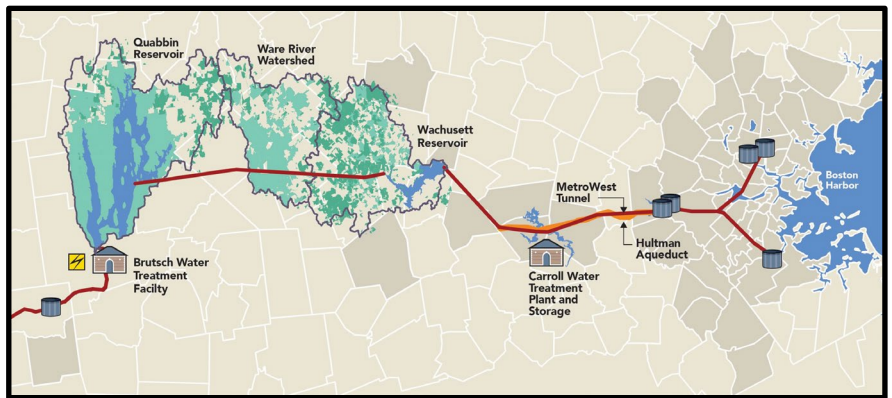 Quabbin
Reservoir
Ware River
Watershed
Wachusett
Reservoir
MetroWest
Tunnel
Boston
Harbor
Hultman
Aqueduct
Brutsch Water
Treatment
Facilty
Carroll Water
Treatment
Plant and
Storage